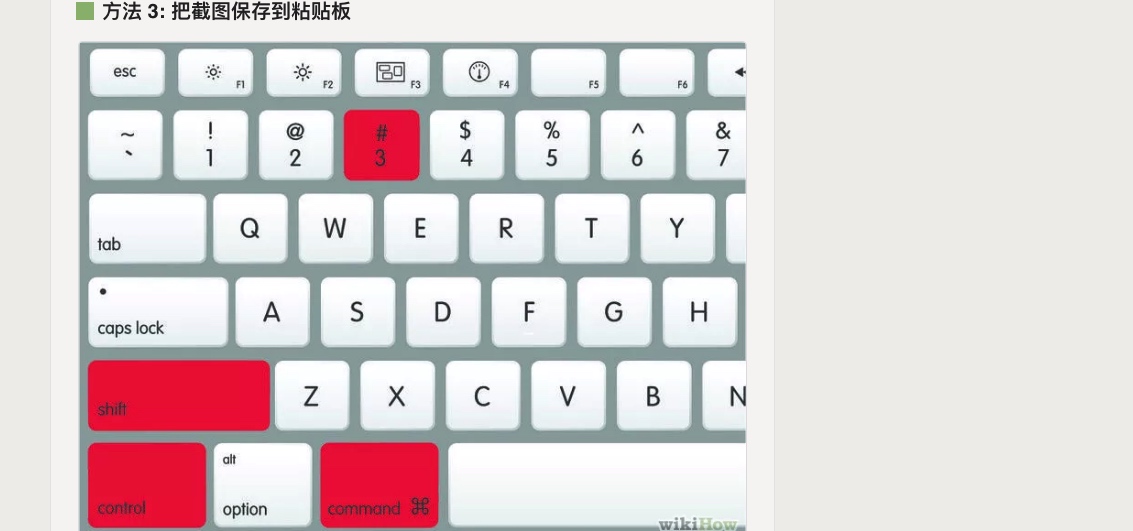 方法 3: 把截图保存到粘贴板
esc F1 F2 F3 F4 F5 F6
~ ! @ # $ % ^ &
` 1 2 3 4 5 6 7
tab Q W E R T Y
caps lock A S D F G H
shift Z X C V B N
alt
control option command ⌘
wikiHow